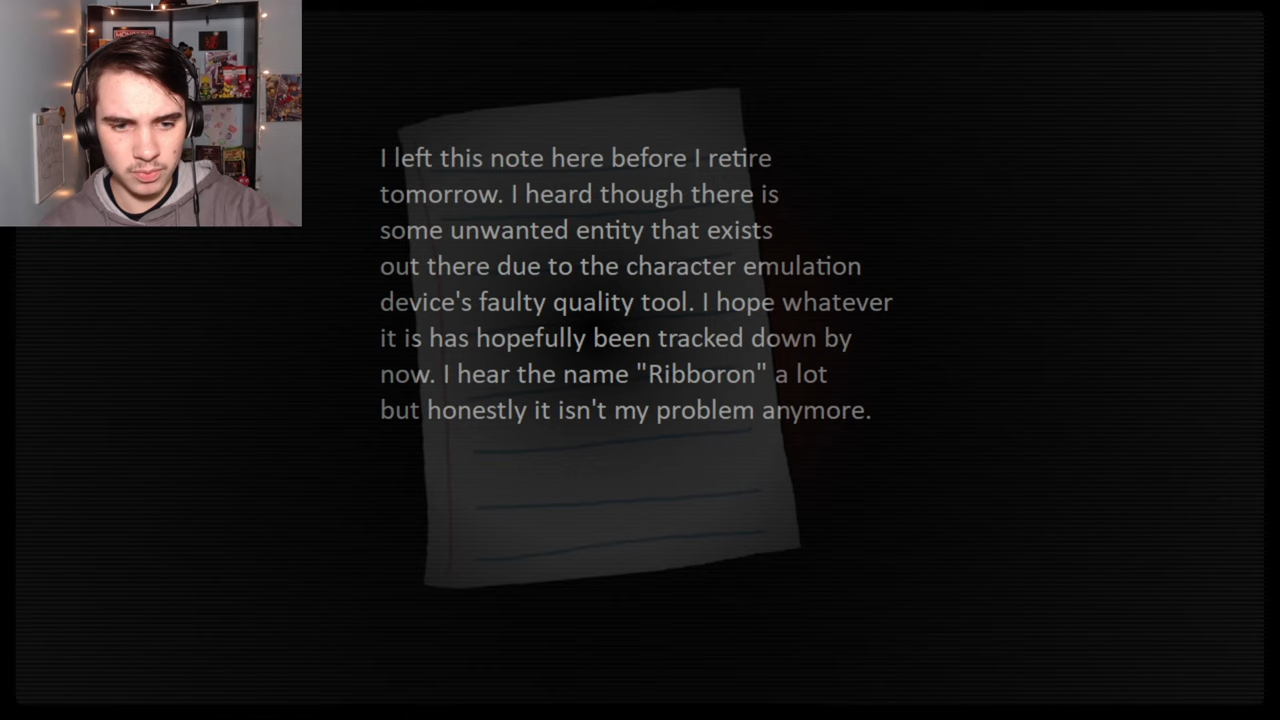 I left this note here before I retire
tomorrow. I heard though there is
some unwanted entity that exists
out there due to the character emulation
device's faulty quality tool. I hope whatever
it is has hopefully been tracked down by
now. I hear the name "Ribboron" a lot
but honestly it isn't my problem anymore.